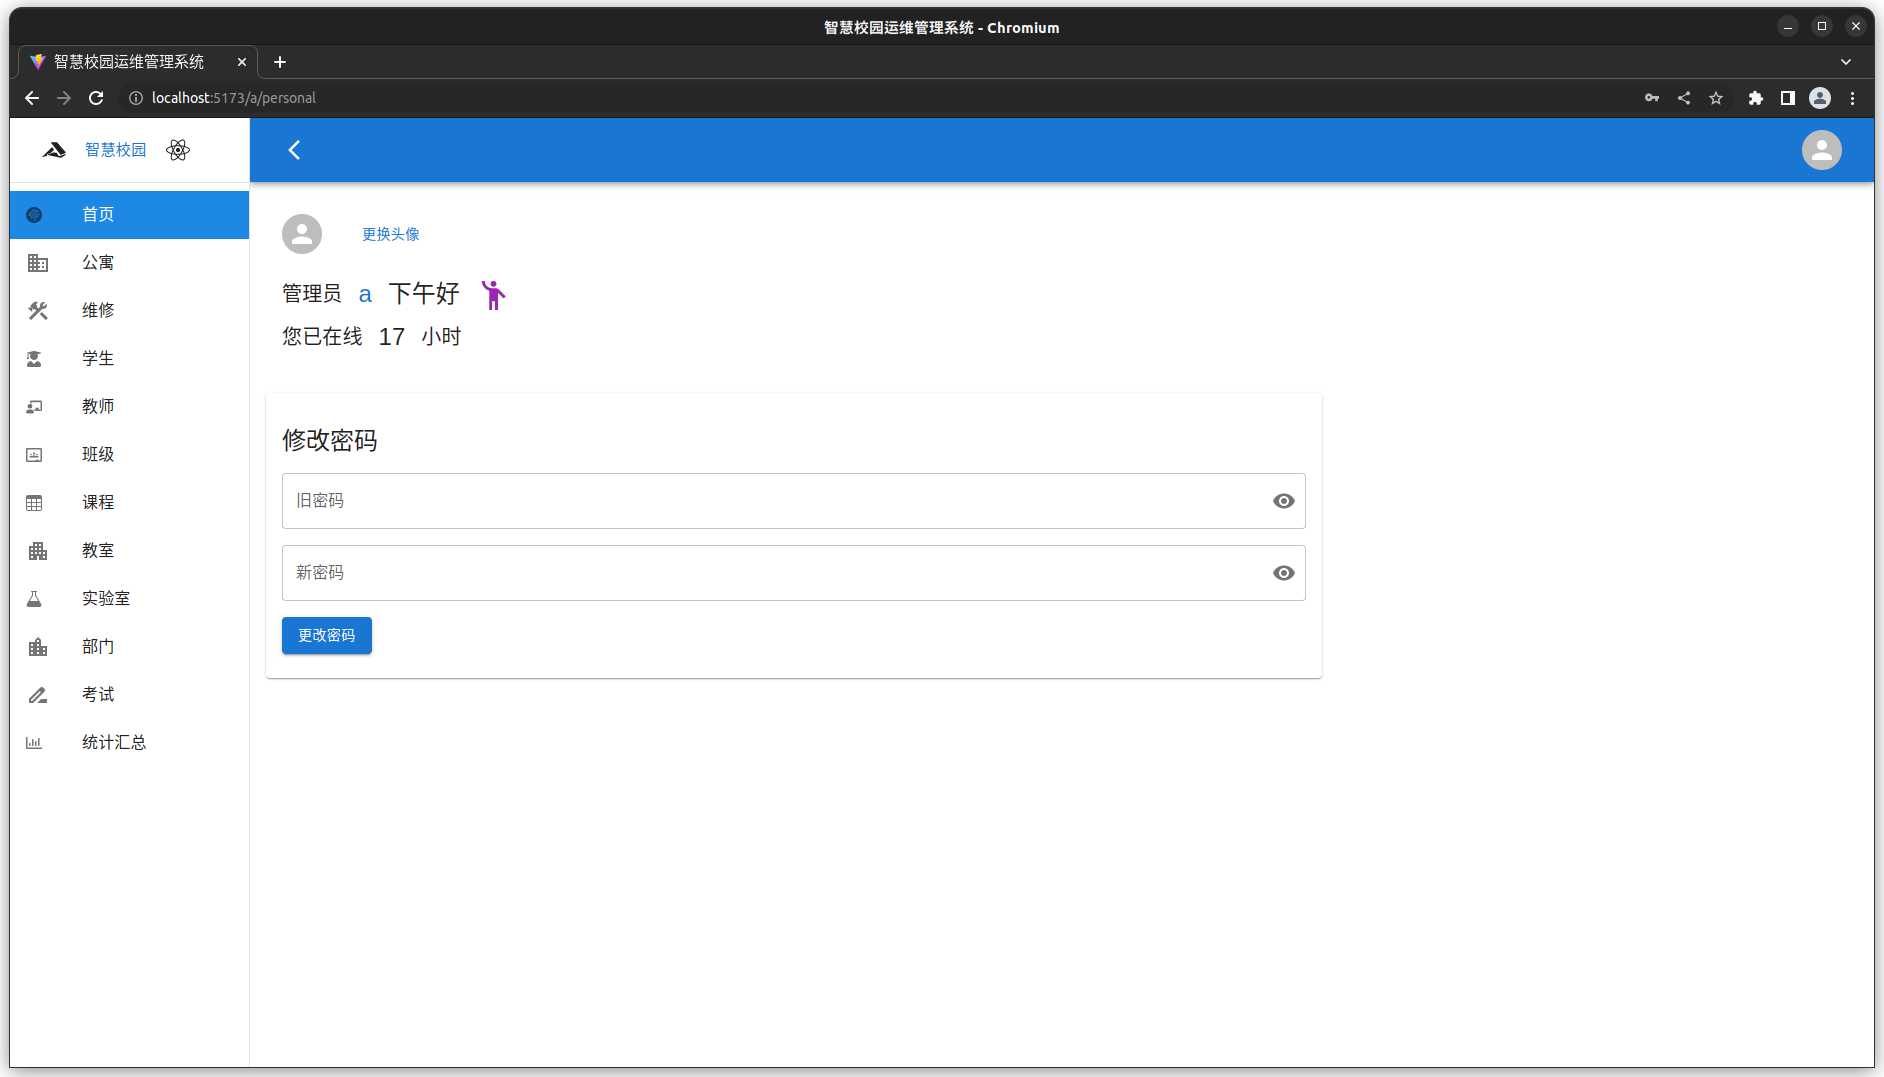 智慧校园运维管理系统 - Chromium
智慧校园运维管理系统
localhost:5173/a/personal
智慧校园
首页
公寓
维修
学生
教师
班级
课程
教室
实验室
部门
考试
统计汇总
更换头像
管理员 a 下午好
您已在线 17 小时
修改密码
旧密码
新密码
更改密码